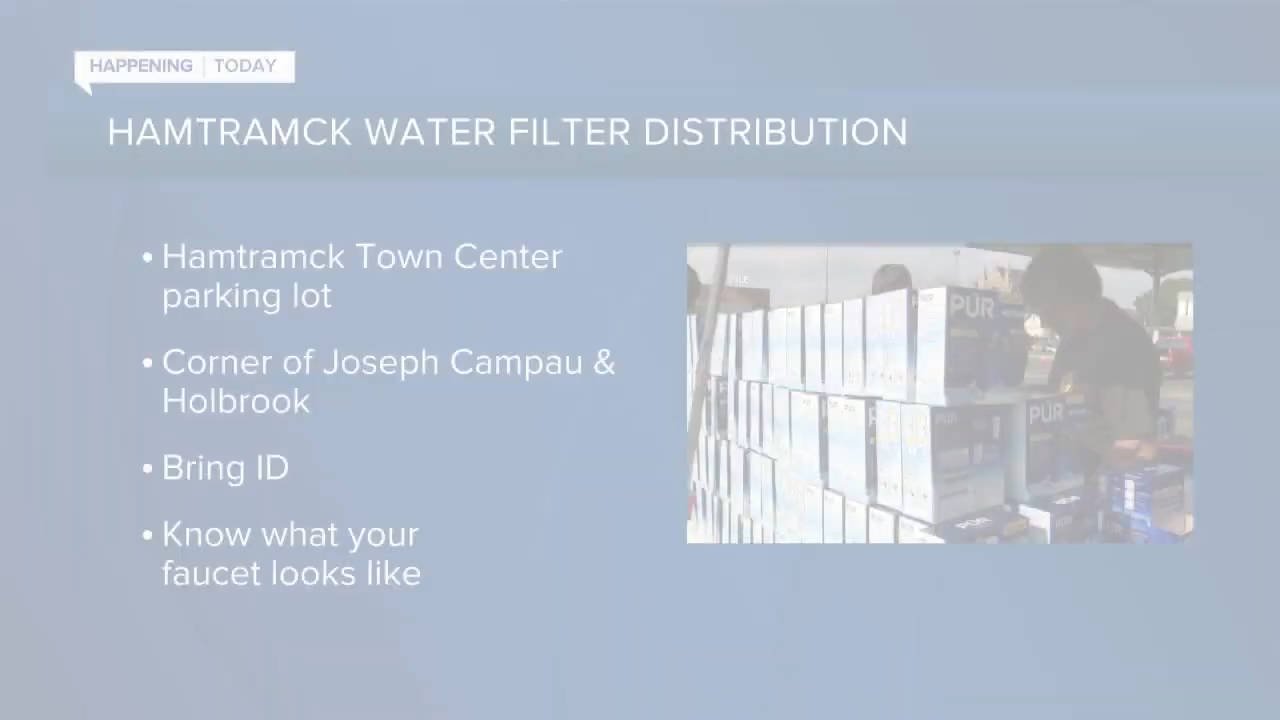 HAPPENING | TODAY
HAMTRAMCK WATER FILTER DISTRIBUTION
• Hamtramck Town Center
parking lot
• Corner of Joseph Campau &
Holbrook
• Bring ID
• Know what your
faucet looks like
PUR
PUR
PUR